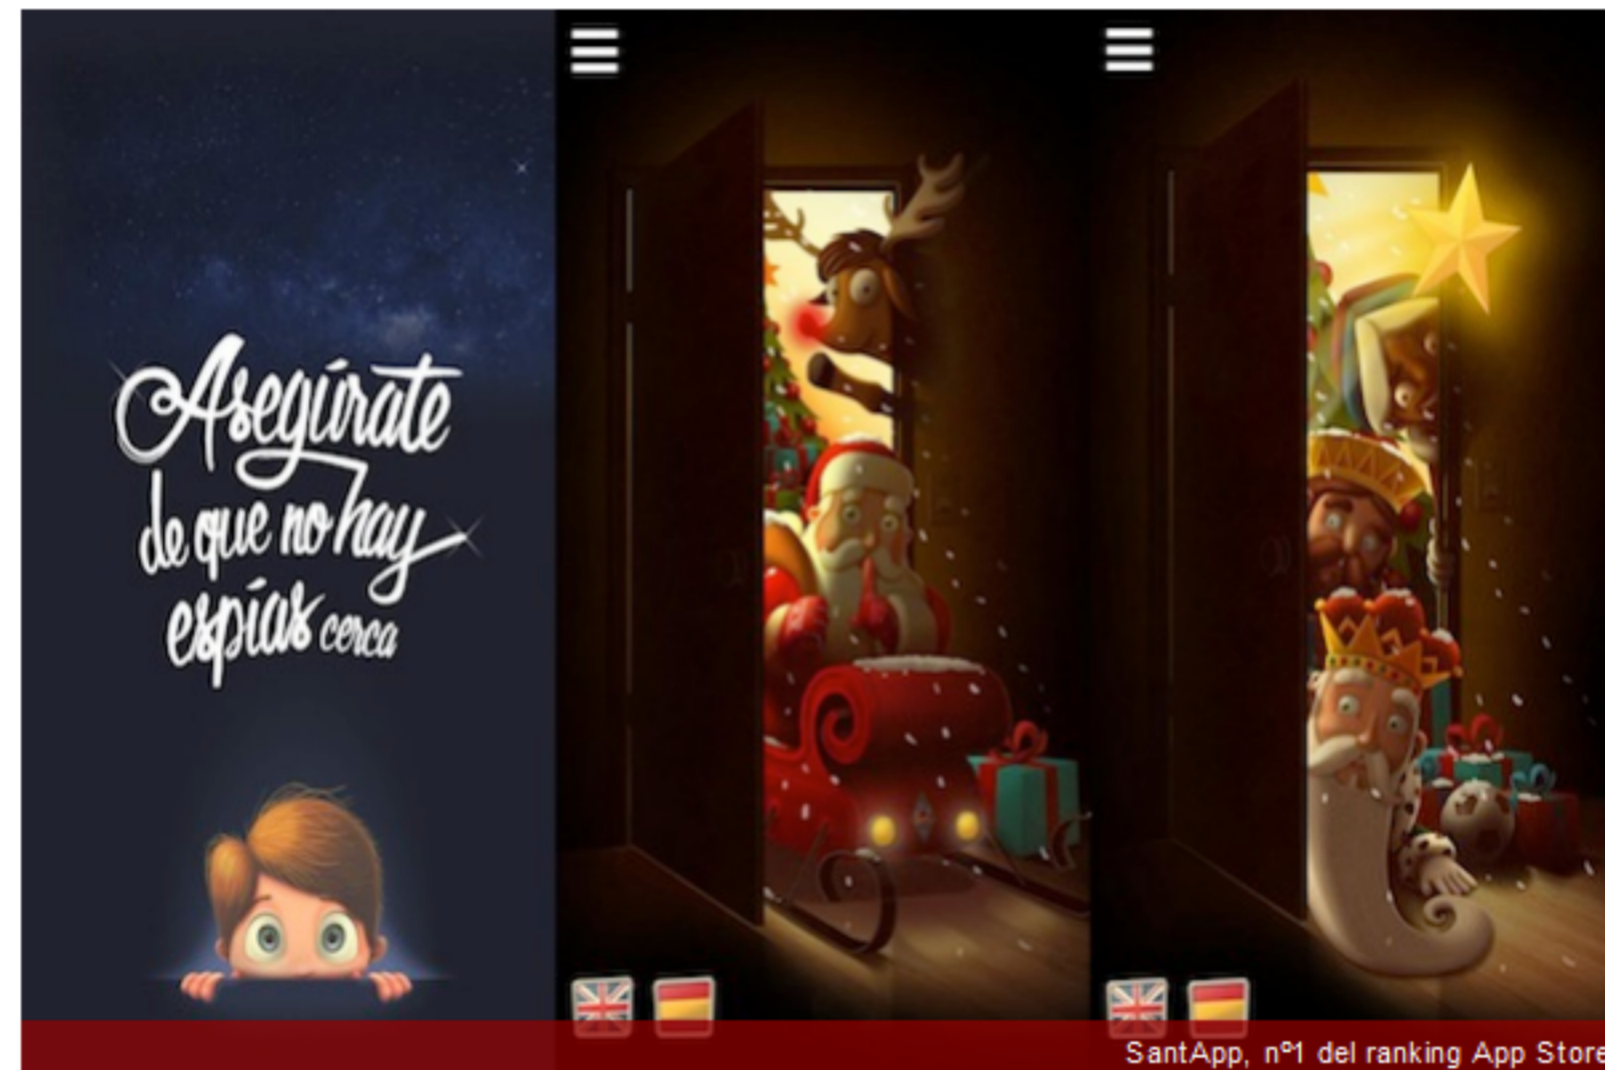 Asegúrate
de que no hay
espías cerca
SantApp, nº1 del ranking App Store